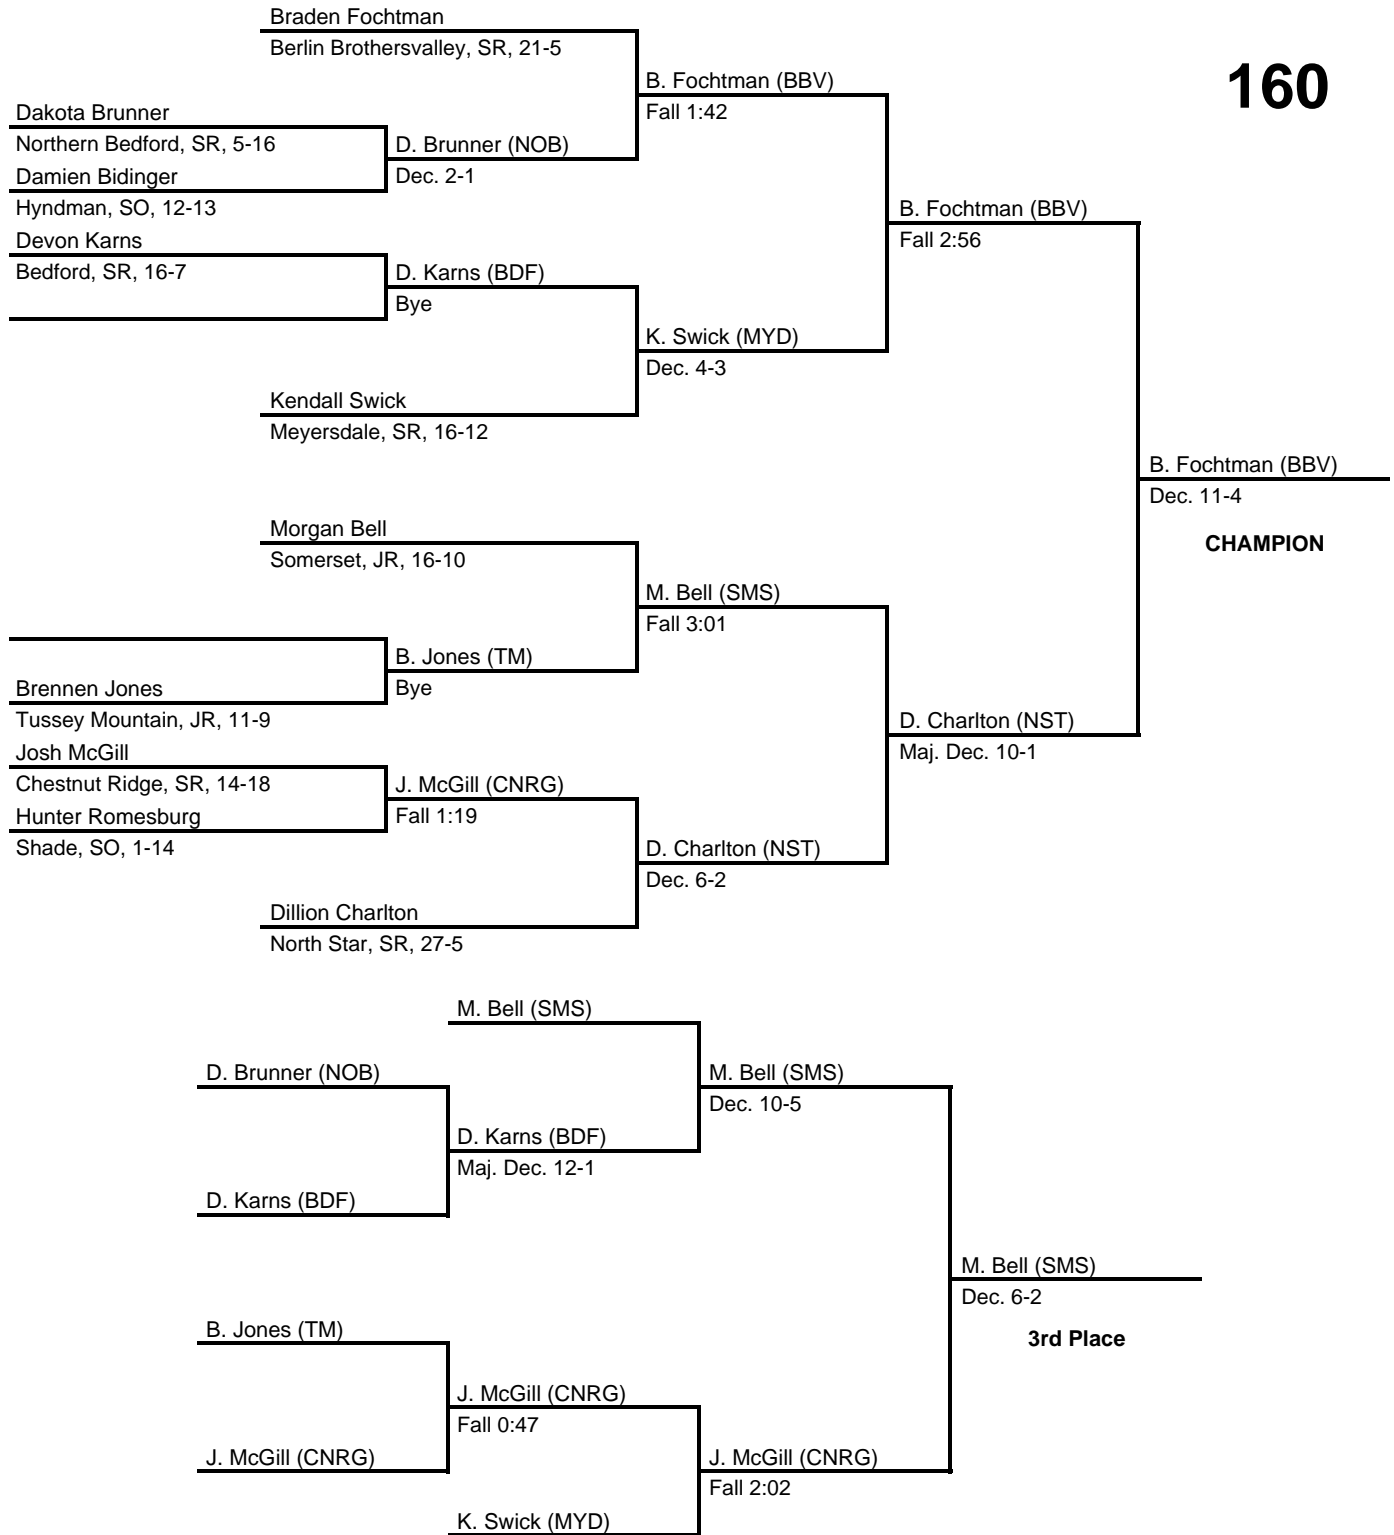 Braden Fochtman
Berlin Brothersvalley, SR, 21-5
160
B. Fochtman (BBV)
Fall 1:42
Dakota Brunner
Northern Bedford, SR, 5-16
D. Brunner (NOB)
Dec. 2-1
Damien Bidinger
Hyndman, SO, 12-13
B. Fochtman (BBV)
Fall 2:56
Devon Karns
Bedford, SR, 16-7
D. Karns (BDF)
Bye
K. Swick (MYD)
Dec. 4-3
Kendall Swick
Meyersdale, SR, 16-12
B. Fochtman (BBV)
Dec. 11-4
CHAMPION
Morgan Bell
Somerset, JR, 16-10
M. Bell (SMS)
Fall 3:01
B. Jones (TM)
Bye
Brennen Jones
Tussey Mountain, JR, 11-9
D. Charlton (NST)
Maj. Dec. 10-1
Josh McGill
Chestnut Ridge, SR, 14-18
J. McGill (CNRG)
Fall 1:19
Hunter Romesburg
Shade, SO, 1-14
D. Charlton (NST)
Dec. 6-2
Dillion Charlton
North Star, SR, 27-5
M. Bell (SMS)
D. Brunner (NOB)
M. Bell (SMS)
Dec. 10-5
D. Karns (BDF)
Maj. Dec. 12-1
D. Karns (BDF)
M. Bell (SMS)
Dec. 6-2
3rd Place
B. Jones (TM)
J. McGill (CNRG)
Fall 0:47
J. McGill (CNRG)
J. McGill (CNRG)
Fall 2:02
K. Swick (MYD)